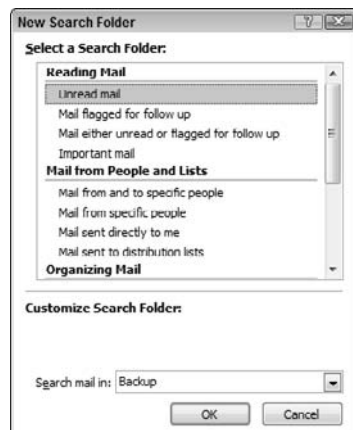 New Search Folder
Select a Search Folder:
Reading Mail
Unread mail
Mail flagged for follow up
Mail either unread or flagged for follow up
Important mail
Mail from People and Lists
Mail from and to specific people
Mail from specific people
Mail sent directly to me
Mail sent to distribution lists
Organizing Mail
Customize Search Folder:
Search mail in: Backup
OK Cancel